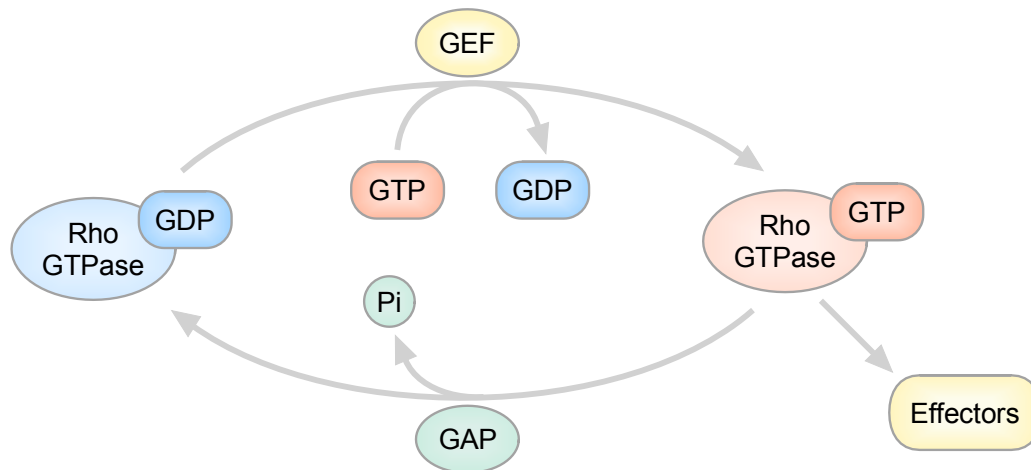 GEF
GTP
GDP
Rho
GTPase
GDP
Rho
GTPase
GTP
Pi
GAP
Effectors